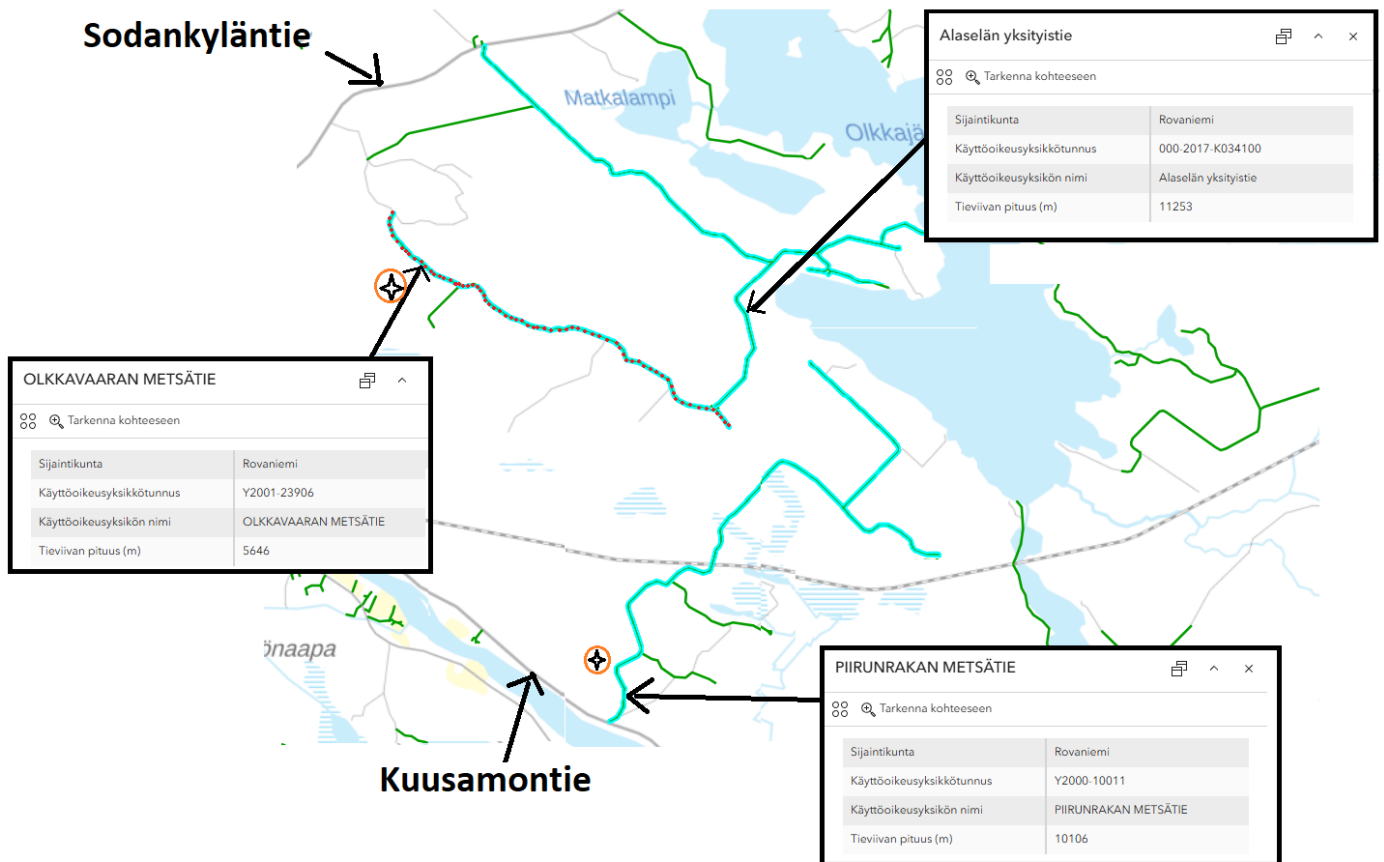 Sodankyläntie
Matkalampi
Olkkajä
Alaselän yksityistie
Tarkenna kohteeseen
Sijaintikunta Rovaniemi
Käyttöoikeusyksikkötunnus 000-2017-K034100
Käyttöoikeusyksikön nimi Alaselän yksityistie
Tieviivan pituus (m) 11253
OLKKAVAARAN METSÄTIE
Tarkenna kohteeseen
Sijaintikunta Rovaniemi
Käyttöoikeusyksikkötunnus Y2001-23906
Käyttöoikeusyksikön nimi OLKKAVAARAN METSÄTIE
Tieviivan pituus (m) 5646
önaapa
Kuusamontie
PIIRUNRAKAN METSÄTIE
Tarkenna kohteeseen
Sijaintikunta Rovaniemi
Käyttöoikeusyksikkötunnus Y2000-10011
Käyttöoikeusyksikön nimi PIIRUNRAKAN METSÄTIE
Tieviivan pituus (m) 10106